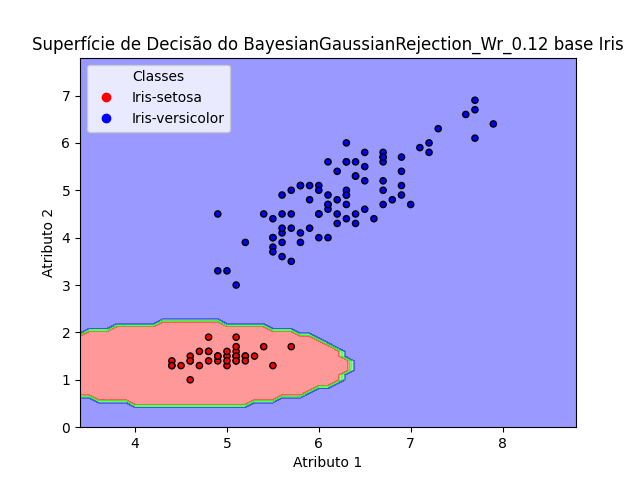 Superfície de Decisão do BayesianGaussianRejection_Wr_0.12 base Iris
Classes
Iris-setosa
Iris-versicolor
7
6
5
4
3
2
1
0
Atributo 2
4
5
6
7
8
Atributo 1